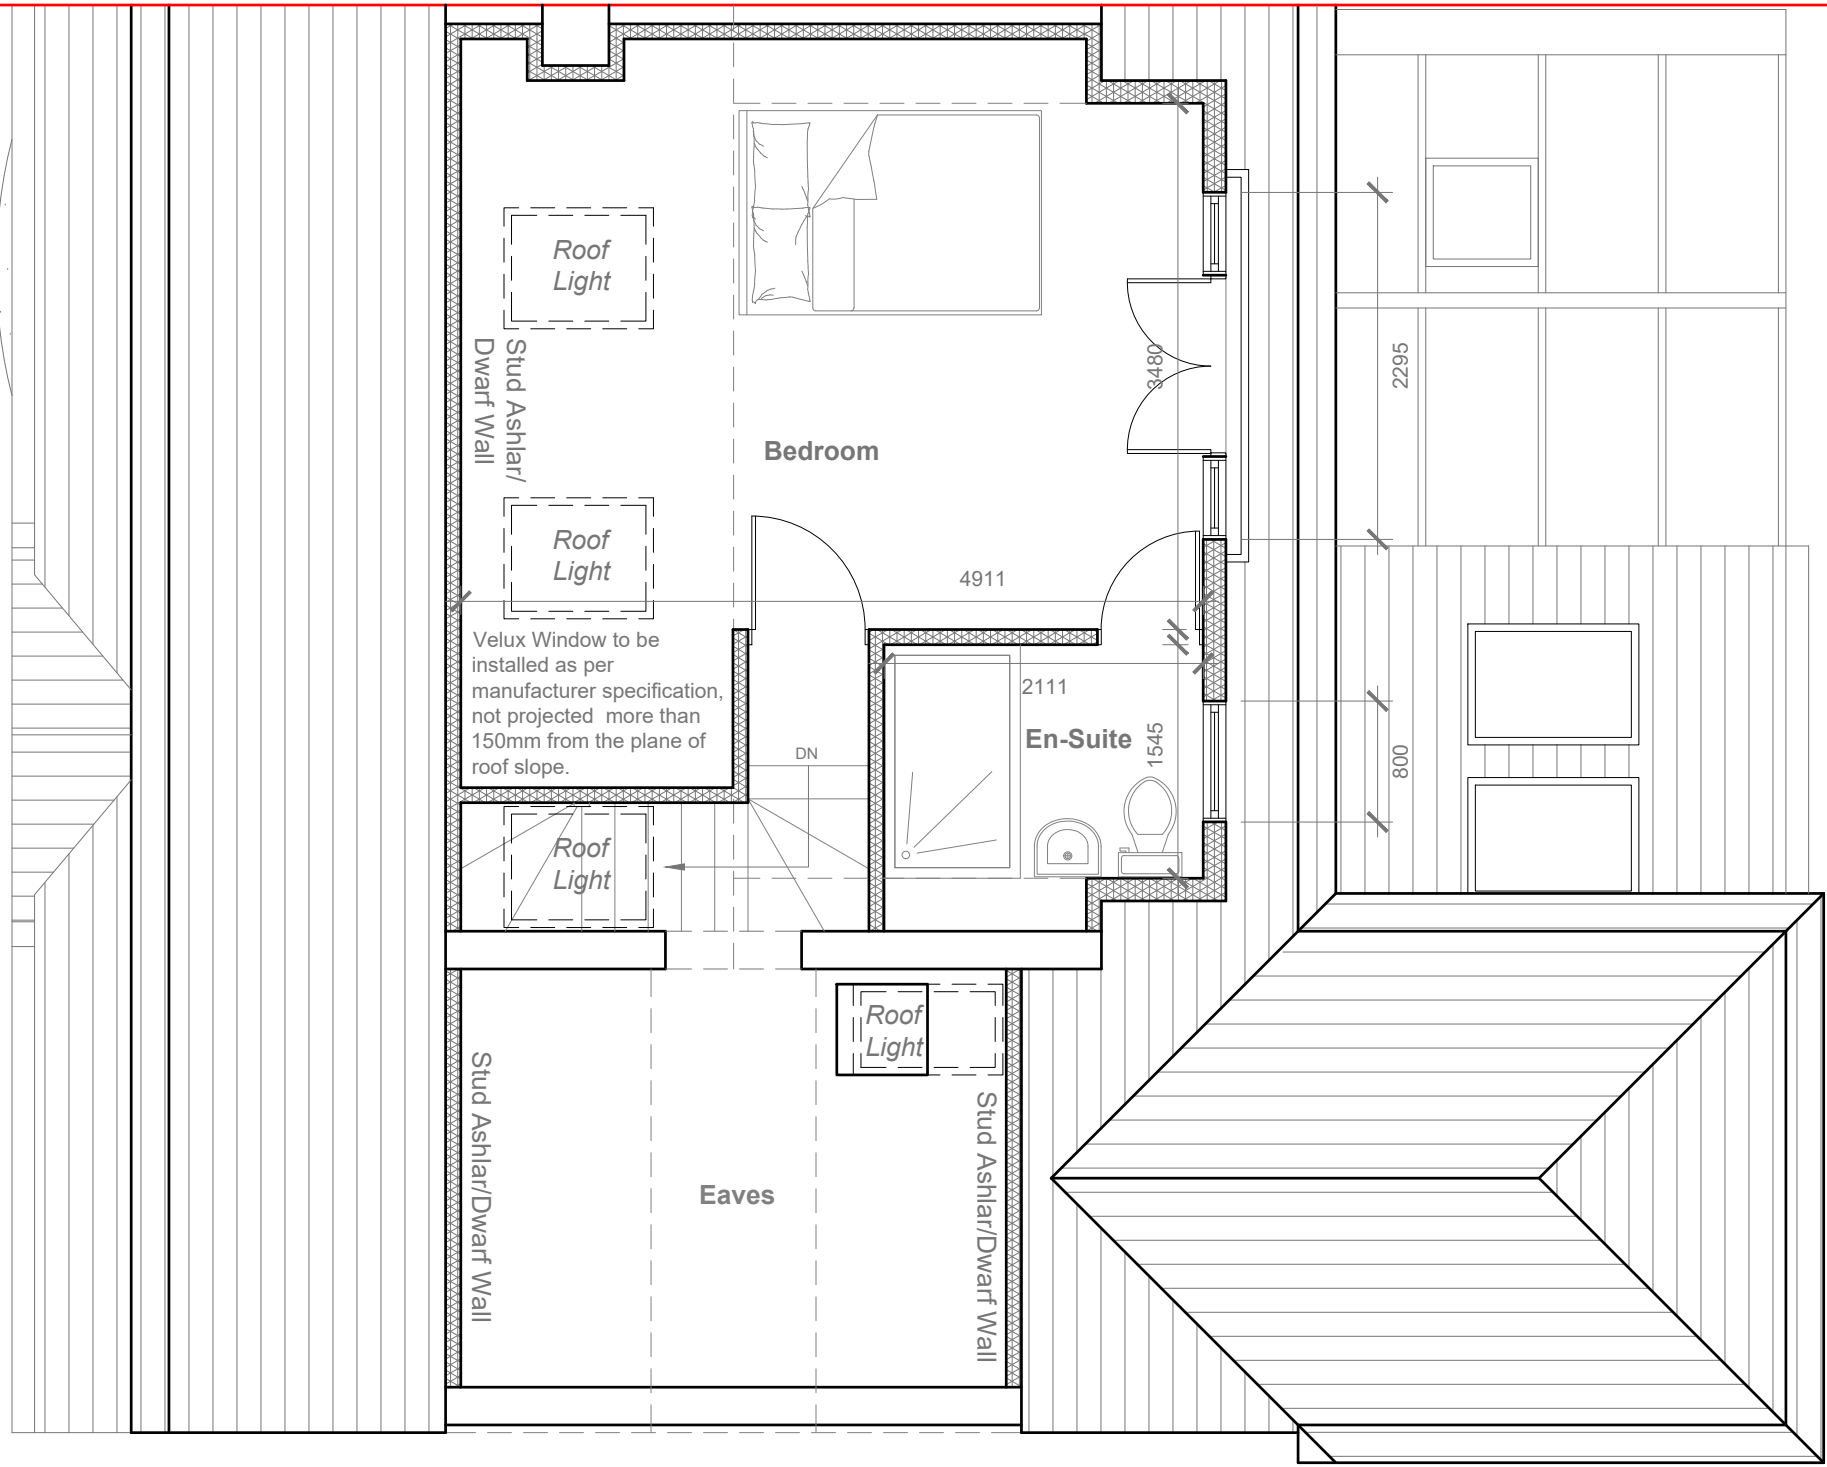 Roof
Light
Stud Ashlar/
Dwarf Wall
3480
2295
Bedroom
Roof
Light
4911
Velux Window to be
installed as per
manufacturer specification,
not projected more than
150mm from the plane of
roof slope.
2111
En-Suite
1545
DN
800
Roof
Light
Roof
Light
Stud Ashlar/Dwarf Wall
Stud Ashlar/Dwarf Wall
Eaves